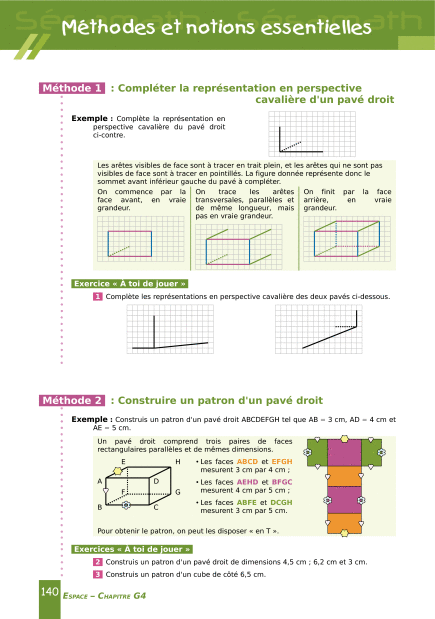 Sésamath Sésamath
Méthodes et notions essentielles
Méthode 1 : Compléter la représentation en perspective
cavalière d'un pavé droit
Exemple : Complète la représentation en
perspective cavalière du pavé droit
ci-contre.
Les arêtes visibles de face sont à tracer en trait plein, et les arêtes qui ne sont pas
visibles de face sont à tracer en pointillés. La figure donnée représente donc le
sommet avant inférieur gauche du pavé à compléter.
On commence par la
face avant, en vraie
grandeur.
On trace les arêtes
transversales, parallèles et
de même longueur, mais
pas en vraie grandeur.
On finit par la face
arrière, en vraie
grandeur.
Exercice « À toi de jouer »
1 Complète les représentations en perspective cavalière des deux pavés ci-dessous.
Méthode 2 : Construire un patron d'un pavé droit
Exemple : Construis un patron d'un pavé droit ABCDEFGH tel que AB = 3 cm, AD = 4 cm et
AE = 5 cm.
Un pavé droit comprend trois paires de faces
rectangulaires parallèles et de mêmes dimensions.
E H
A D
F G
B C
• Les faces ABCD et EFGH
mesurent 3 cm par 4 cm ;
• Les faces AEHD et BFGC
mesurent 4 cm par 5 cm ;
• Les faces ABFE et DCGH
mesurent 3 cm par 5 cm.
Pour obtenir le patron, on peut les disposer « en T ».
Exercices « À toi de jouer »
2 Construis un patron d'un pavé droit de dimensions 4,5 cm ; 6,2 cm et 3 cm.
3 Construis un patron d'un cube de côté 6,5 cm.
140 ESPACE – CHAPITRE G4